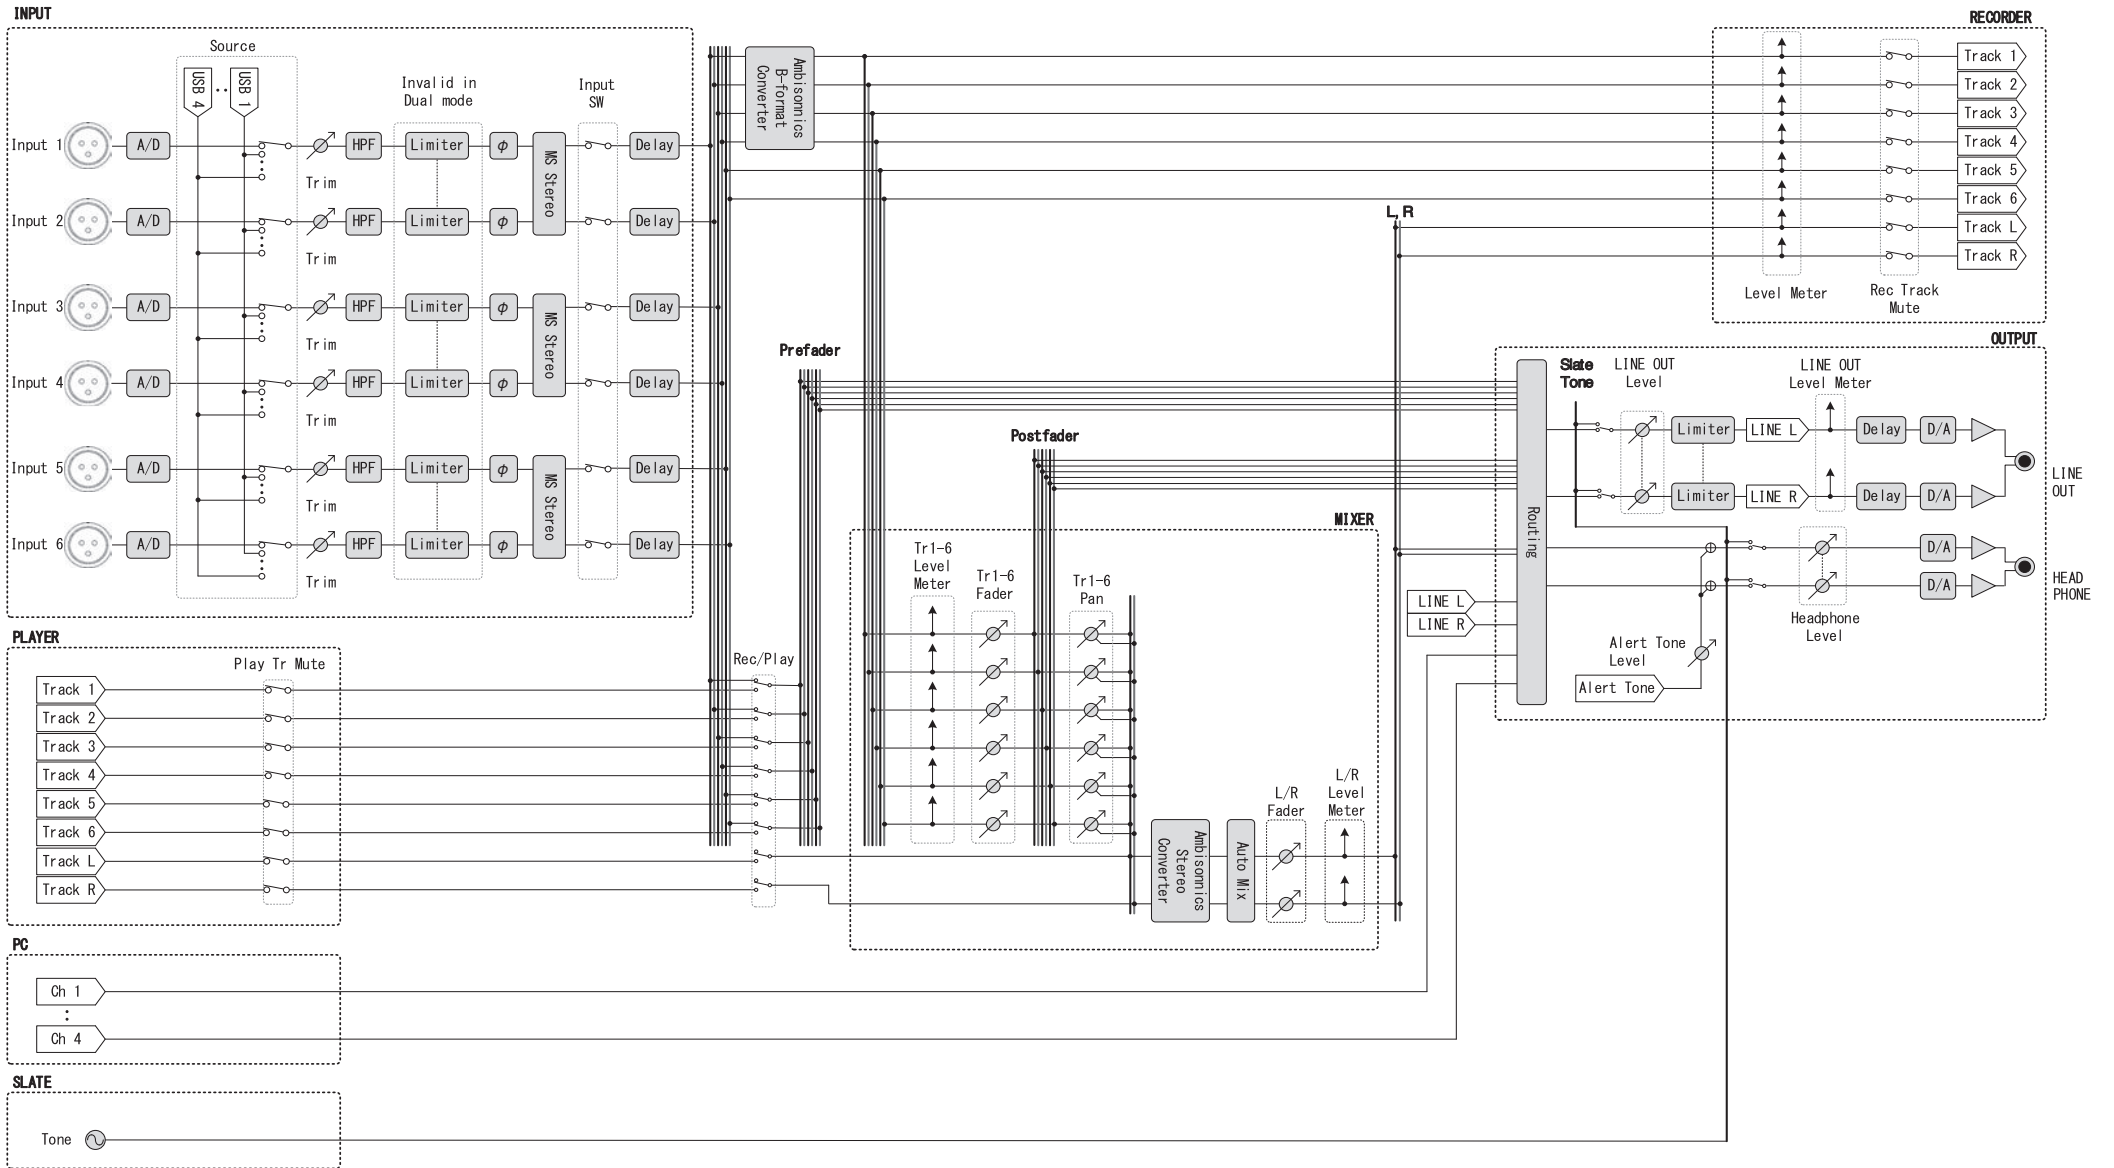 INPUT
Source
USB 4
USB 1
Invalid in
Dual mode
Input
SW
Input 1
A/D
Trim
HPF
Limiter
φ
MS Stereo
Delay
Input 2
A/D
Trim
HPF
Limiter
φ
Delay
Input 3
A/D
Trim
HPF
Limiter
φ
MS Stereo
Delay
Input 4
A/D
Trim
HPF
Limiter
φ
Delay
Input 5
A/D
Trim
HPF
Limiter
φ
MS Stereo
Delay
Input 6
A/D
Trim
HPF
Limiter
φ
Delay
Ambisonnics
B-format
Converter
RECORDER
Track 1
Track 2
Track 3
Track 4
Track 5
Track 6
Track L
Track R
Level Meter
Rec Track
Mute
L, R
Prefader
Postfader
OUTPUT
Routing
Slate
Tone
LINE OUT
Level
LINE OUT
Level Meter
Limiter
LINE L
Delay
D/A
Limiter
LINE R
Delay
D/A
LINE
OUT
D/A
D/A
HEAD
PHONE
Headphone
Level
LINE L
LINE R
Alert Tone
Level
Alert Tone
MIXER
Tr1-6
Level
Meter
Tr1-6
Fader
Tr1-6
Pan
Ambisonnics
Stereo
Converter
Auto Mix
L/R
Fader
L/R
Level
Meter
PLAYER
Play Tr Mute
Rec/Play
Track 1
Track 2
Track 3
Track 4
Track 5
Track 6
Track L
Track R
PC
Ch 1
Ch 4
SLATE
Tone